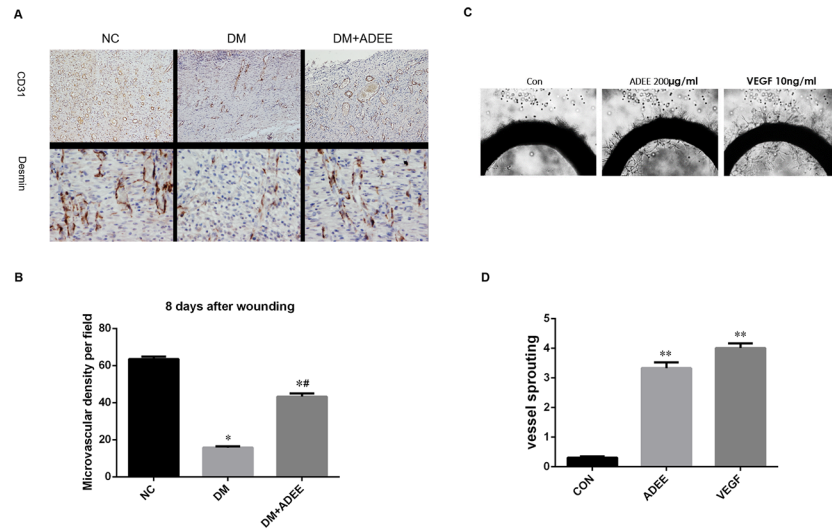 A
NC DM DM+ADEE
CD31
Desmin
B
8 days after wounding
Microvascular density per field
80
60
40
20
0
*
*#
NC DM DM+ADEE
C
Con ADEE 200μg/ml VEGF 10ng/ml
D
vessel sprouting
5
4
3
2
1
0
**
**
CON ADEE VEGF